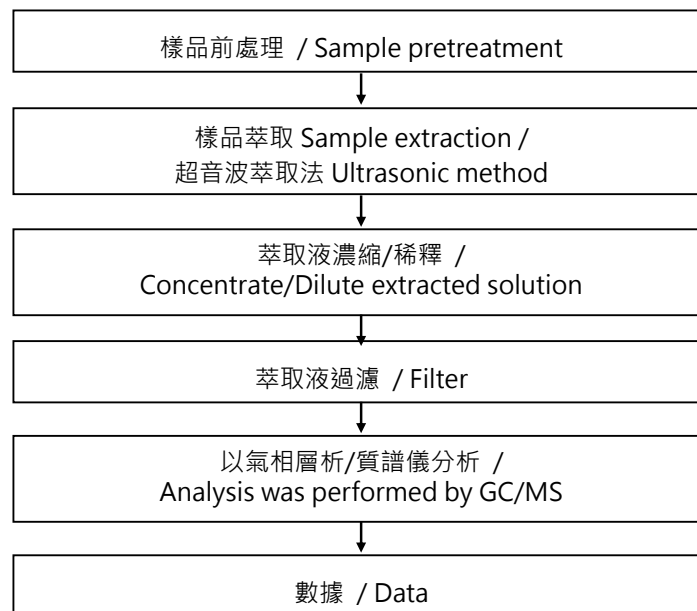 樣品前處理 / Sample pretreatment
樣品萃取 Sample extraction /
超音波萃取法 Ultrasonic method
萃取液濃縮/稀釋 /
Concentrate/Dilute extracted solution
萃取液過濾 / Filter
以氣相層析/質譜儀分析 /
Analysis was performed by GC/MS
數據 / Data